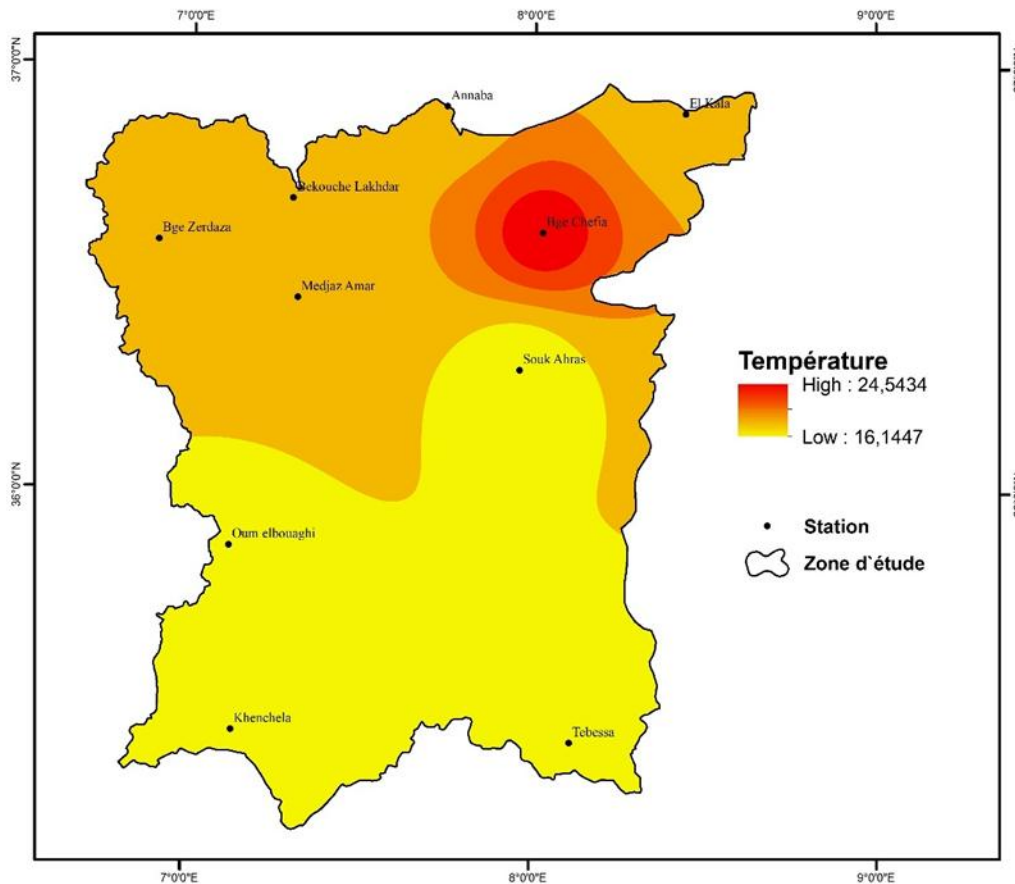 7°0'0"E
8°0'0"E
9°0'0"E
37°0'0"N
Annaba
El Kala
Bekouche Lakhdar
Bge Zerdaza
Bge Chefia
Medjaz Amar
Souk Ahras
Température
High : 24,5434
Low : 16,1447
36°0'0"N
Station
Oum elbouaghi
Zone d`étude
Khenchela
Tebessa
7°0'0"E
8°0'0"E
9°0'0"E